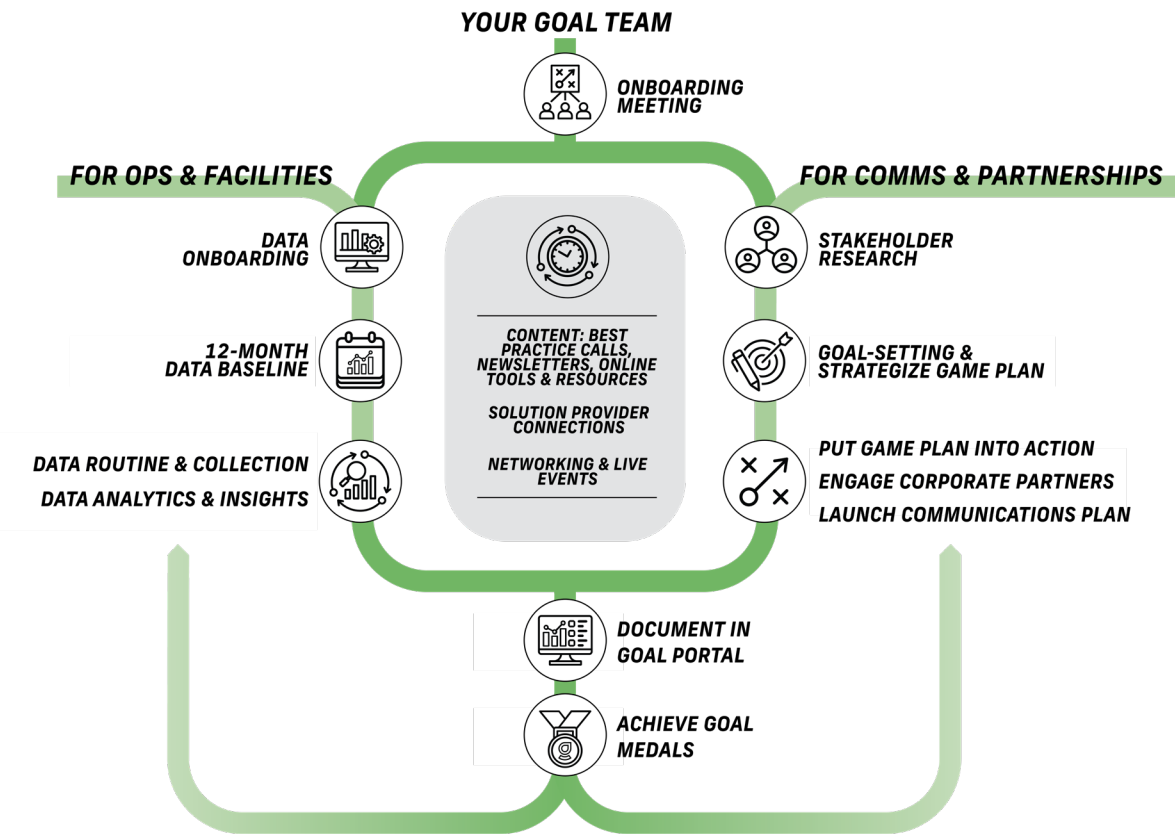 YOUR GOAL TEAM
ONBOARDING
MEETING
FOR OPS & FACILITIES
FOR COMMS & PARTNERSHIPS
DATA
ONBOARDING
STAKEHOLDER
RESEARCH
12-MONTH
DATA BASELINE
GOAL-SETTING &
STRATEGIZE GAME PLAN
DATA ROUTINE & COLLECTION
DATA ANALYTICS & INSIGHTS
PUT GAME PLAN INTO ACTION
ENGAGE CORPORATE PARTNERS
LAUNCH COMMUNICATIONS PLAN
CONTENT: BEST
PRACTICE CALLS,
NEWSLETTERS, ONLINE
TOOLS & RESOURCES
SOLUTION PROVIDER
CONNECTIONS
NETWORKING & LIVE
EVENTS
DOCUMENT IN
GOAL PORTAL
ACHIEVE GOAL
MEDALS